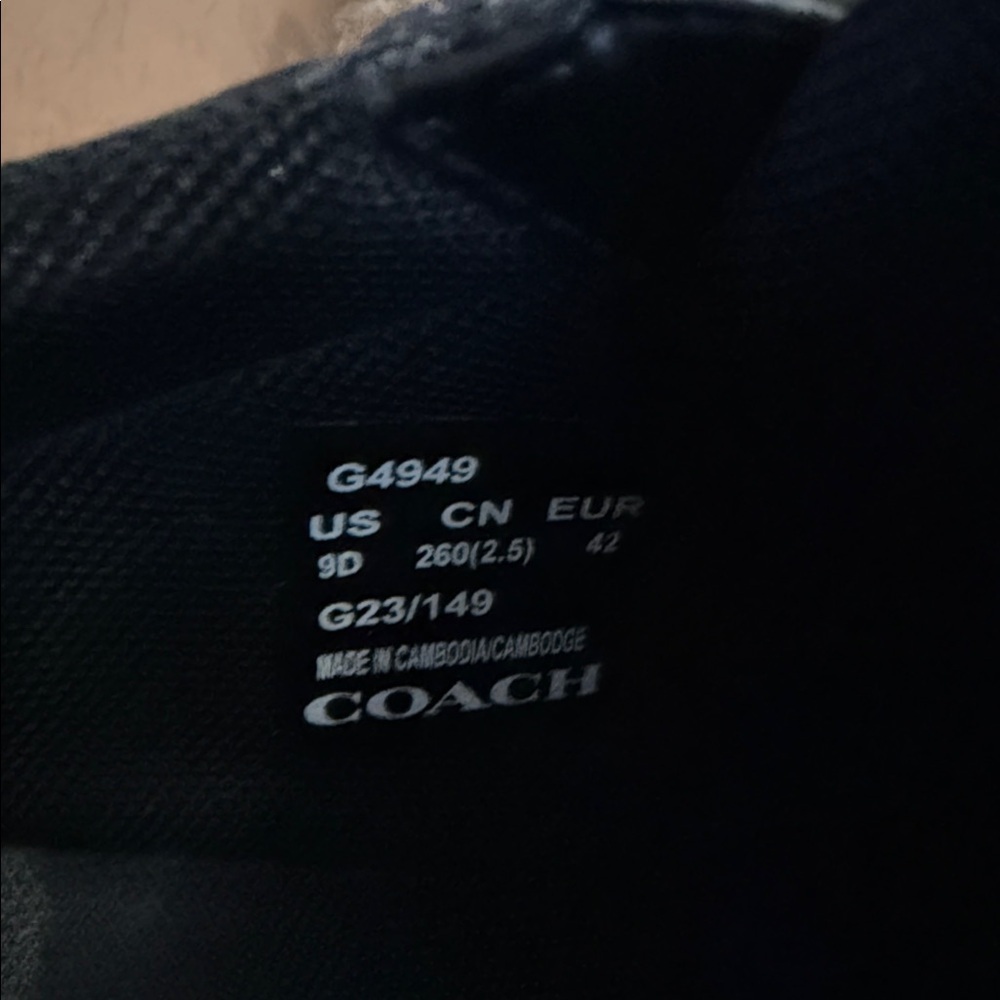 G4949
US CN EUR
9D 260(2.5) 42
G23/149
MADE IN CAMBODIA/CAMBODGE
COACH